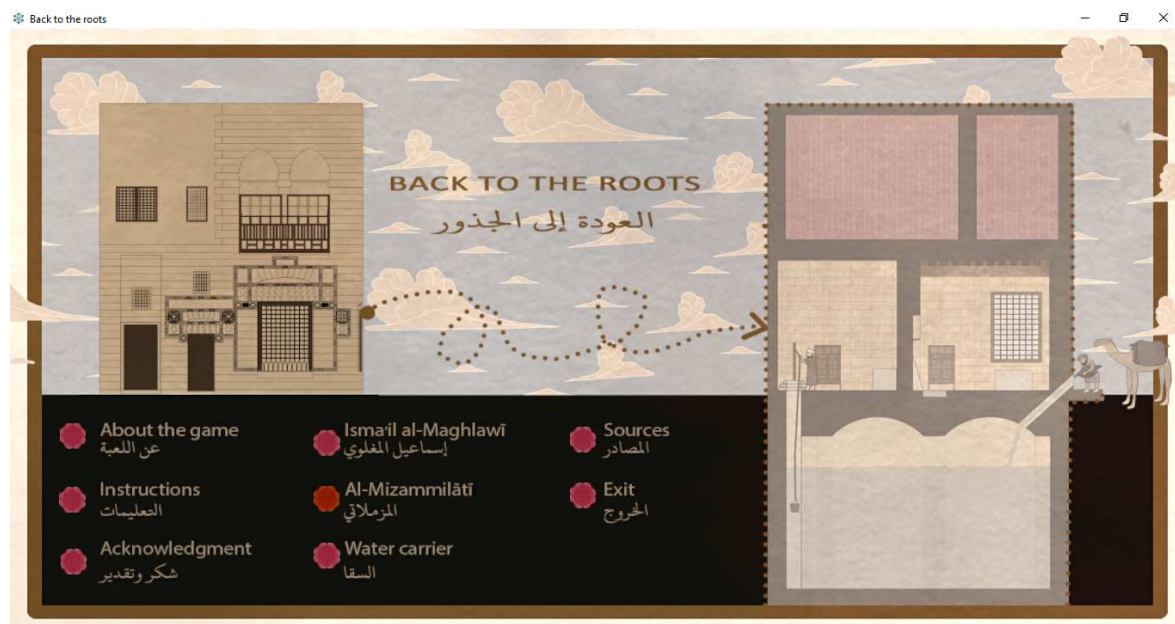 Back to the roots
BACK TO THE ROOTS
العودة إلى الجذور
About the game
عن اللعبة
Instructions
التعليمات
Acknowledgment
شكر وتقدير
Isma'il al-Maghlawī
إسماعيل المغلوي
Al-Mizammilātī
المزملاتي
Water carrier
السقا
Sources
المصادر
Exit
الخروج